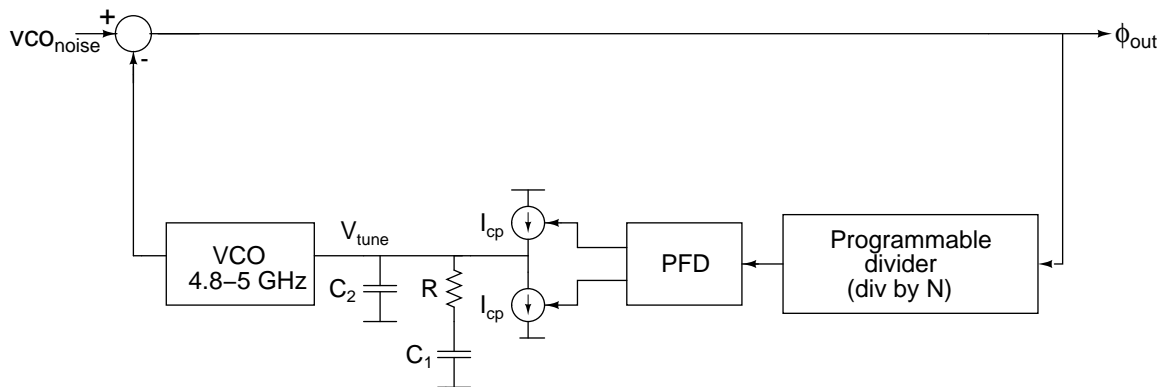 +
VCOnoise
-
ϕout
VCO
4.8–5 GHz
Vtune
C2
R
C1
Icp
Icp
PFD
Programmable
divider
(div by N)